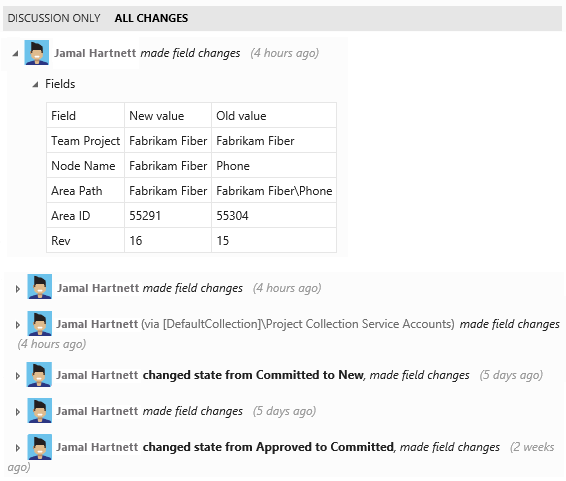 DISCUSSION ONLY ALL CHANGES
Jamal Hartnett made field changes (4 hours ago)
Fields
Field New value Old value
Team Project Fabrikam Fiber Fabrikam Fiber
Node Name Fabrikam Fiber Phone
Area Path Fabrikam Fiber Fabrikam Fiber\Phone
Area ID 55291 55304
Rev 16 15
Jamal Hartnett made field changes (4 hours ago)
Jamal Hartnett (via [DefaultCollection]\Project Collection Service Accounts) made field changes
(4 hours ago)
Jamal Hartnett changed state from Committed to New, made field changes (5 days ago)
Jamal Hartnett made field changes (5 days ago)
Jamal Hartnett changed state from Approved to Committed, made field changes (2 weeks
ago)